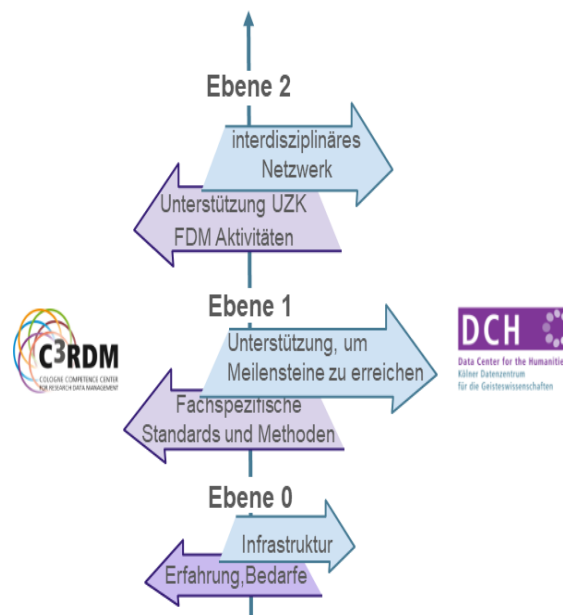 Ebene 2
interdisziplinäres
Netzwerk
Unterstützung UZK
FDM Aktivitäten
Ebene 1
Unterstützung, um
Meilensteine zu erreichen
Fachspezifische
Standards und Methoden
Ebene 0
Infrastruktur
Erfahrung,Bedarfe
C³RDM
COLOGNE COMPETENCE CENTER
FOR RESEARCH DATA MANAGEMENT
DCH
Data Center for the Humanities
Kölner Datenzentrum
für die Geisteswissenschaften